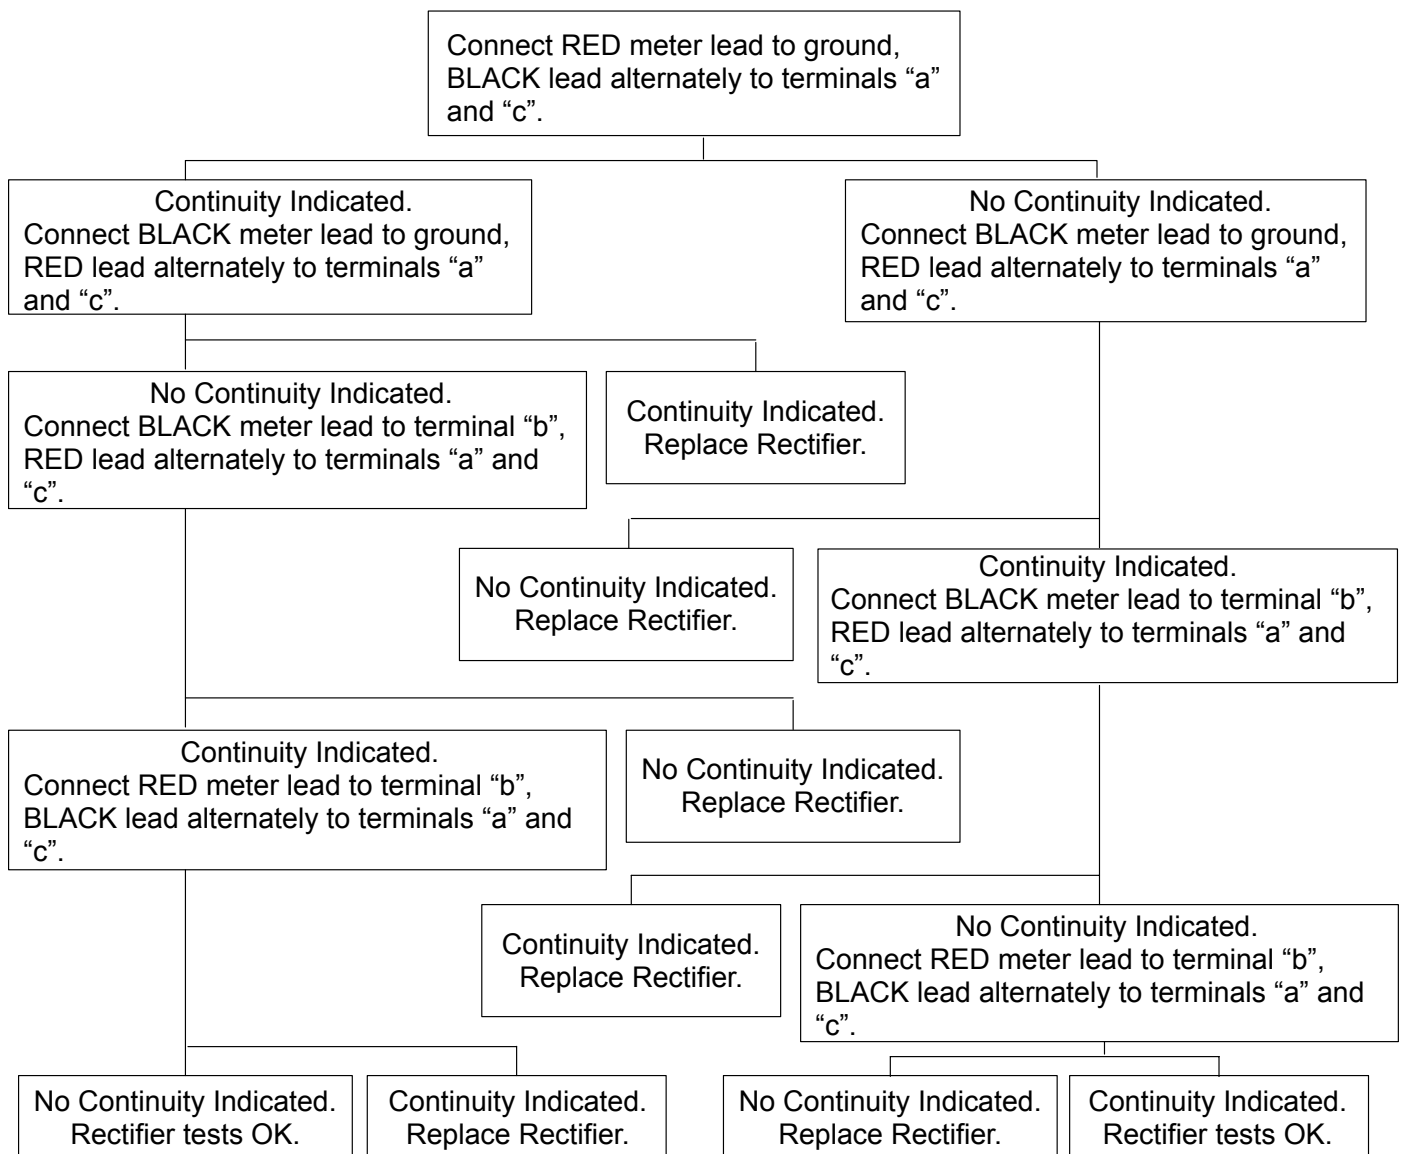 Connect RED meter lead to ground,
BLACK lead alternately to terminals “a”
and “c”.
Continuity Indicated.
Connect BLACK meter lead to ground,
RED lead alternately to terminals “a”
and “c”.
No Continuity Indicated.
Connect BLACK meter lead to ground,
RED lead alternately to terminals “a”
and “c”.
No Continuity Indicated.
Connect BLACK meter lead to terminal “b”,
RED lead alternately to terminals “a” and
“c”.
Continuity Indicated.
Replace Rectifier.
No Continuity Indicated.
Replace Rectifier.
Continuity Indicated.
Connect BLACK meter lead to terminal “b”,
RED lead alternately to terminals “a” and
“c”.
Continuity Indicated.
Connect RED meter lead to terminal “b”,
BLACK lead alternately to terminals “a” and
“c”.
No Continuity Indicated.
Replace Rectifier.
Continuity Indicated.
Replace Rectifier.
No Continuity Indicated.
Connect RED meter lead to terminal “b”,
BLACK lead alternately to terminals “a” and
“c”.
No Continuity Indicated.
Rectifier tests OK.
Continuity Indicated.
Replace Rectifier.
No Continuity Indicated.
Replace Rectifier.
Continuity Indicated.
Rectifier tests OK.